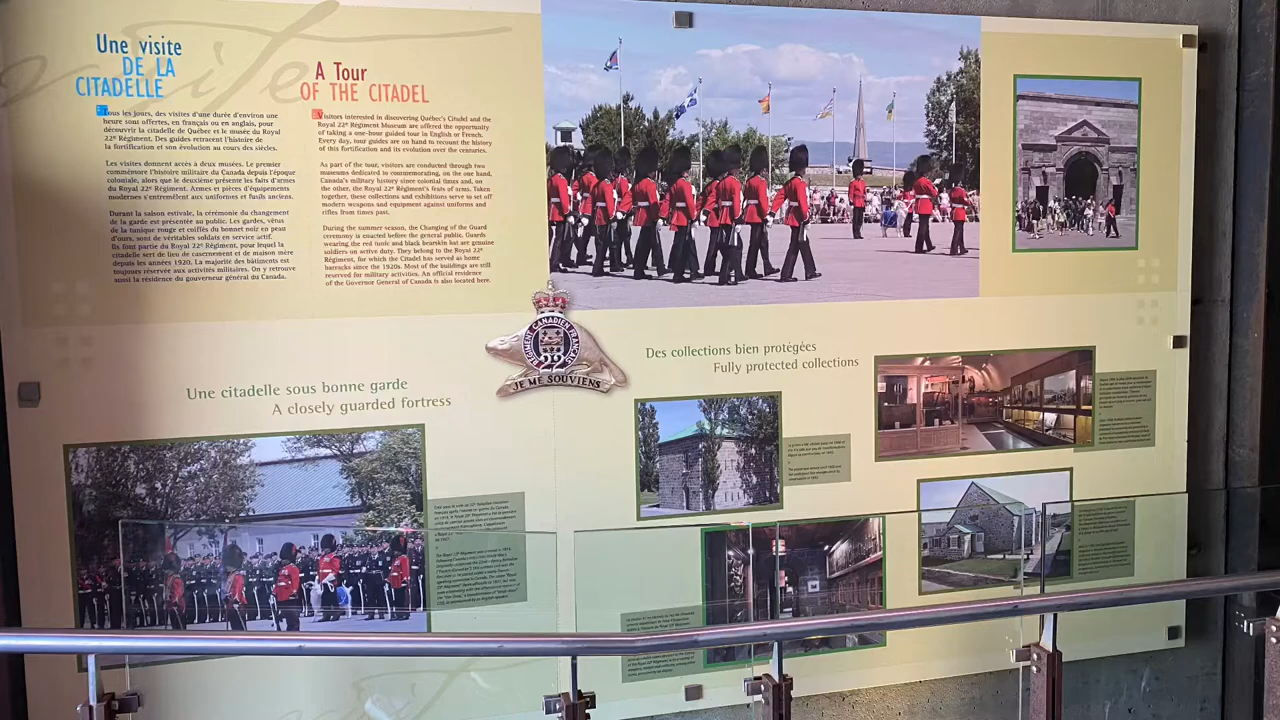 Une visite
DE LA
CITADELLE
Tous les jours, des visites d'une durée d'environ une
heure sont offertes, en français ou en anglais, pour
découvrir la citadelle de Québec et le musée du Royal
22e Régiment. Des guides retracent l'histoire de
la fortification et son évolution au cours des siècles.
Les visites donnent accès à deux musées. Le premier
commémore l'histoire militaire du Canada depuis l'époque
coloniale, alors que le deuxième présente les faits d'armes
du Royal 22e Régiment. Armes et pièces d'équipements
modernes s'entremêlent aux uniformes et fusils anciens.
Durant la saison estivale, la cérémonie du changement
de la garde est présentée au public. Les gardes, vêtus
de la tunique rouge et coiffés du bonnet noir en peau
d'ours, sont de véritables soldats en service actif.
Ils font partie du Royal 22e Régiment, pour lequel la
citadelle sert de lieu de casernement et de maison mère
depuis les années 1920. La majorité des bâtiments est
toujours réservée aux activités militaires. On y retrouve
aussi la résidence du gouverneur général du Canada.
A Tour
OF THE CITADEL
Visitors interested in discovering Québec's Citadel and the
Royal 22e Régiment Museum are offered the opportunity
of taking a one-hour guided tour in English or French.
Every day, tour guides are on hand to recount the history
of this fortification and its evolution over the centuries.
As part of the tour, visitors are conducted through two
museums dedicated to commemorating, on the one hand,
Canada's military history since colonial times and, on
the other, the Royal 22e Régiment's feats of arms. Taken
together, these collections and exhibitions serve to set off
modern weapons and equipment against uniforms and
rifles from times past.
During the summer season, the Changing of the Guard
ceremony is enacted before the general public. Guards
wearing the red tunic and black bearskin hat are genuine
soldiers on active duty. They belong to the Royal 22e
Régiment, for which the Citadel has served as home
barracks since the 1920s. Most of the buildings are still
reserved for military activities. An official residence
of the Governor General of Canada is also located here.
RÉGIMENT CANADIEN FRANÇAIS
22
JE ME SOUVIENS
Une citadelle sous bonne garde
A closely guarded fortress
Des collections bien protégées
Fully protected collections